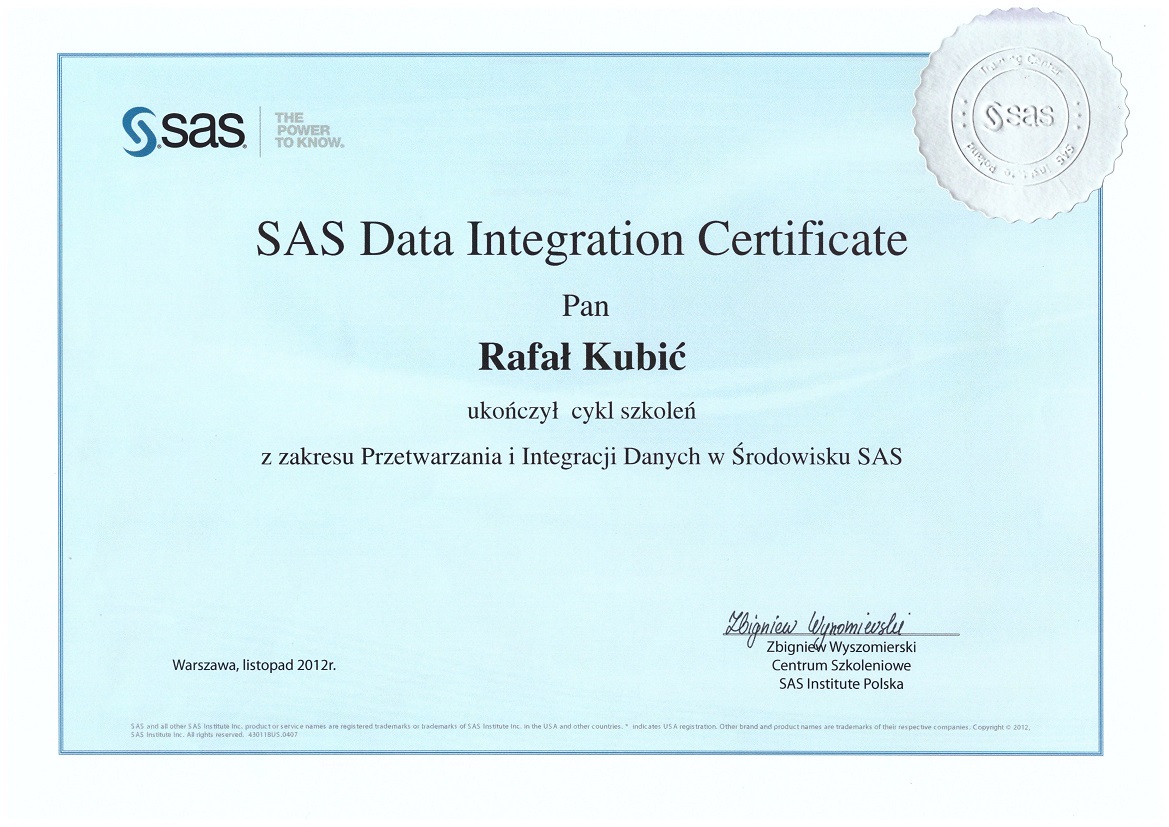 sas
THE
POWER
TO KNOW.
Training Center
sas
SAS Institute Poland
SAS Data Integration Certificate
Pan
Rafał Kubić
ukończył cykl szkoleń
z zakresu Przetwarzania i Integracji Danych w Środowisku SAS
Zbigniew Wyszomierski
Zbigniew Wyszomierski
Centrum Szkoleniowe
SAS Institute Polska
Warszawa, listopad 2012r.
SAS and all other SAS Institute Inc. product or service names are registered trademarks or trademarks of SAS Institute Inc. in the USA and other countries. ® indicates USA registration. Other brand and product names are trademarks of their respective companies. Copyright © 2012,
SAS Institute Inc. All rights reserved. 430118US.0407